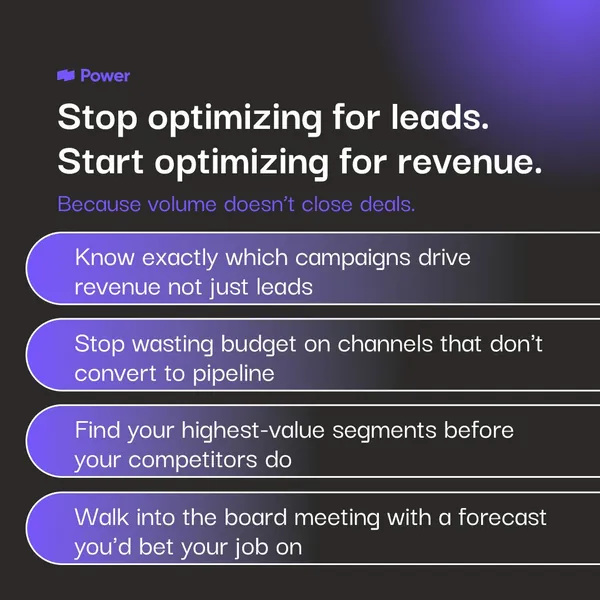 Power
Stop optimizing for leads.
Start optimizing for revenue.
Because volume doesn't close deals.
Know exactly which campaigns drive
revenue not just leads
Stop wasting budget on channels that don't
convert to pipeline
Find your highest-value segments before
your competitors do
Walk into the board meeting with a forecast
you'd bet your job on